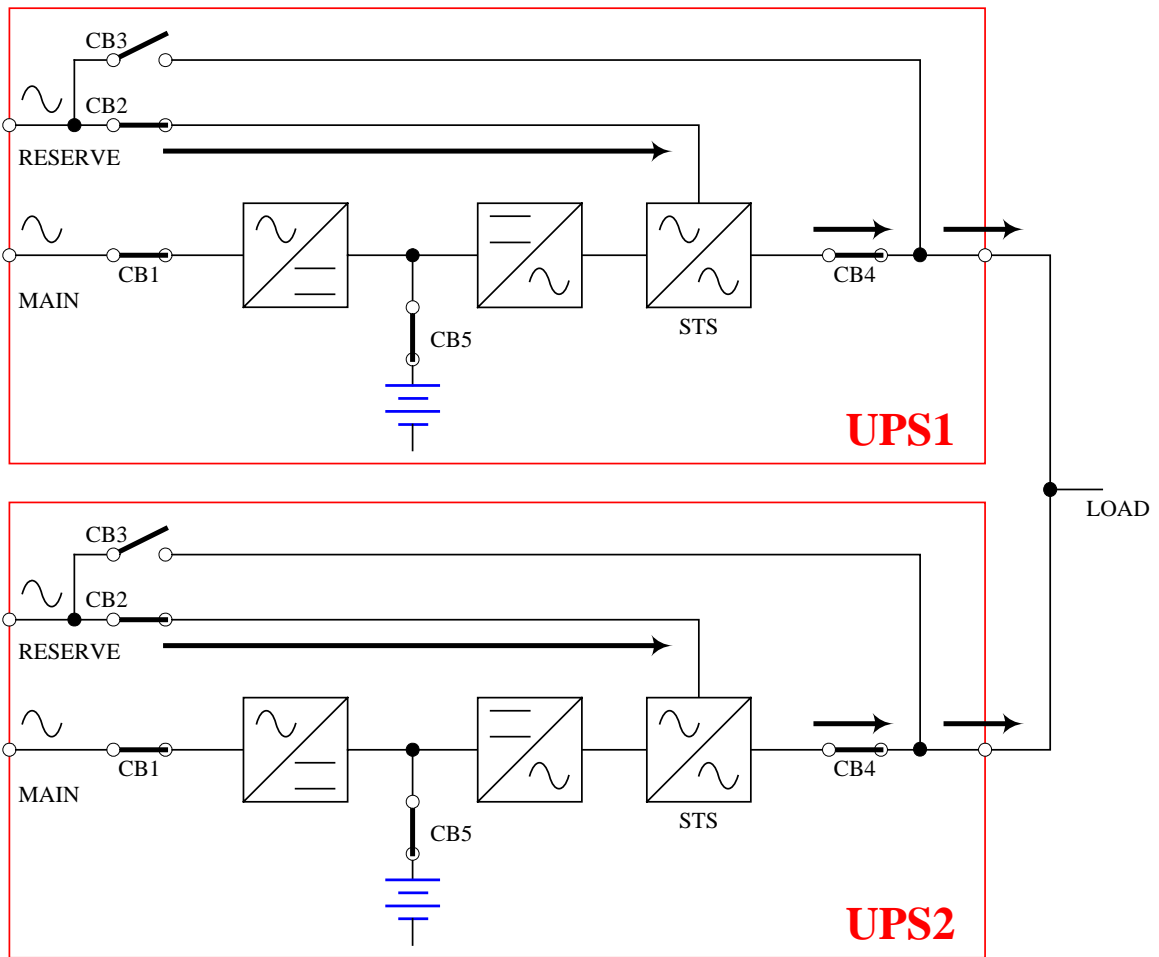 CB3
CB2
RESERVE
MAIN
CB1
CB5
STS
CB4
UPS1
LOAD
CB3
CB2
RESERVE
MAIN
CB1
CB5
STS
CB4
UPS2